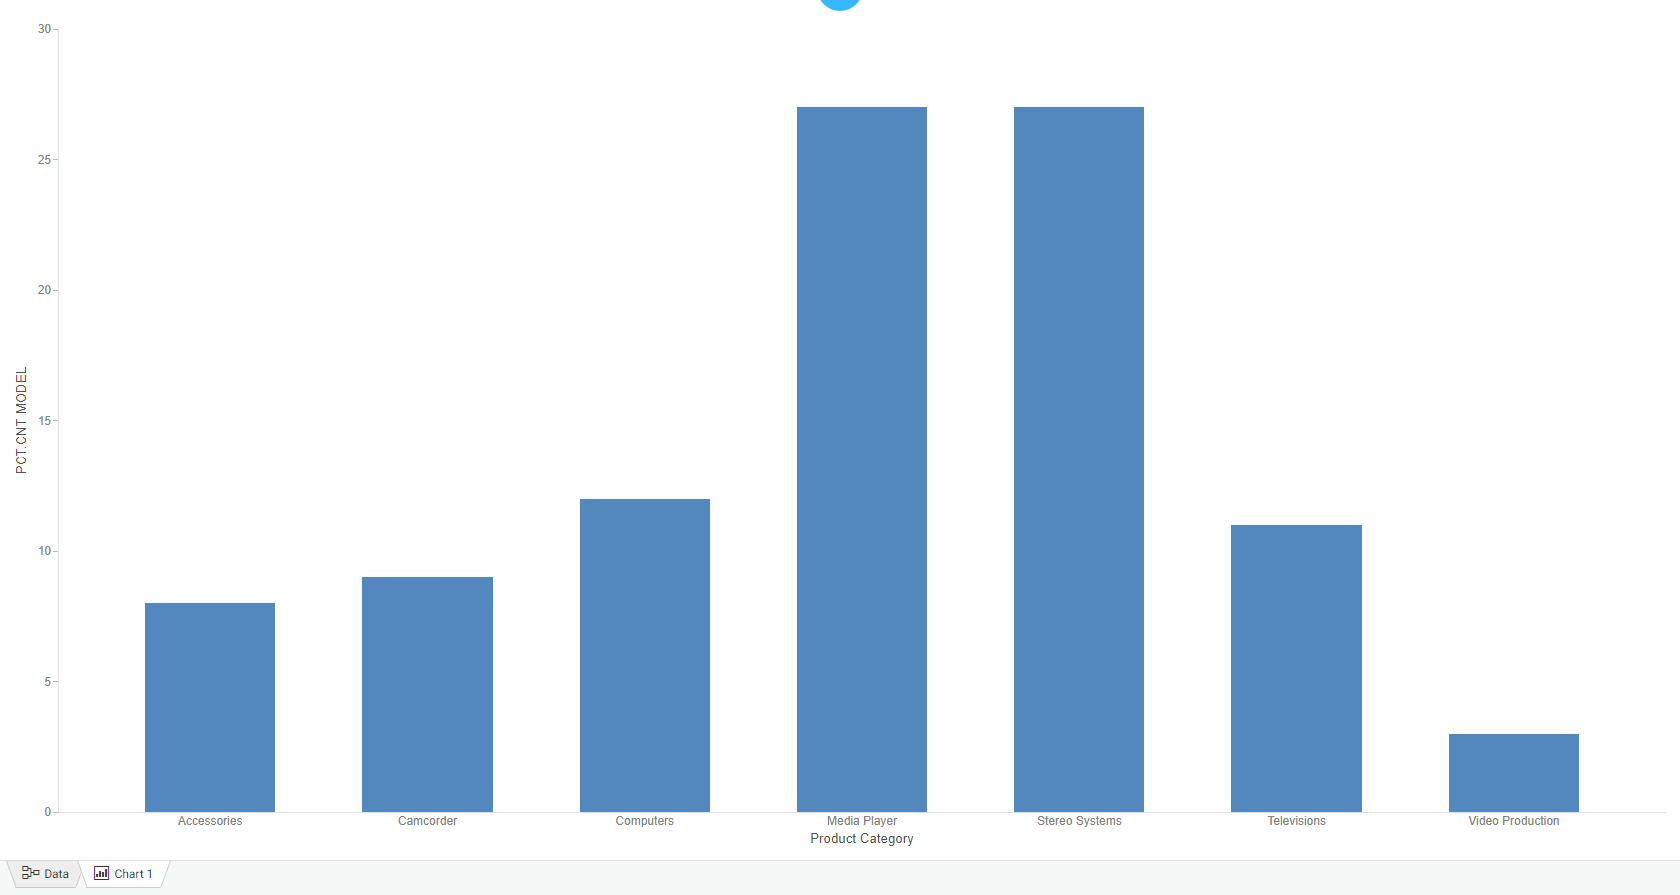 30
25
20
15
10
5
0
PCT.CNT MODEL
Accessories Camcorder Computers Media Player Stereo Systems Televisions Video Production
Product Category
Data Chart 1